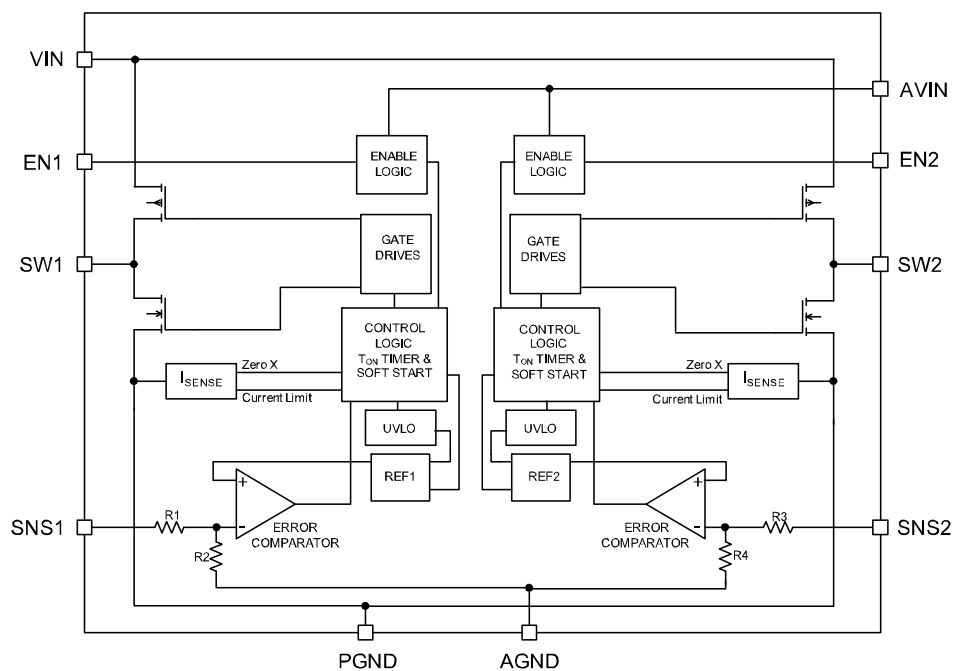 VIN
AVIN
EN1
ENABLE
LOGIC
ENABLE
LOGIC
EN2
GATE
DRIVES
GATE
DRIVES
SW1
SW2
CONTROL
LOGIC
TON TIMER &
SOFT START
CONTROL
LOGIC
TON TIMER &
SOFT START
ISENSE
Zero X
Current Limit
Zero X
Current Limit
ISENSE
UVLO
UVLO
REF1
REF2
+
-
ERROR
COMPARATOR
+
-
ERROR
COMPARATOR
SNS1
R1
R2
R3
R4
SNS2
PGND
AGND